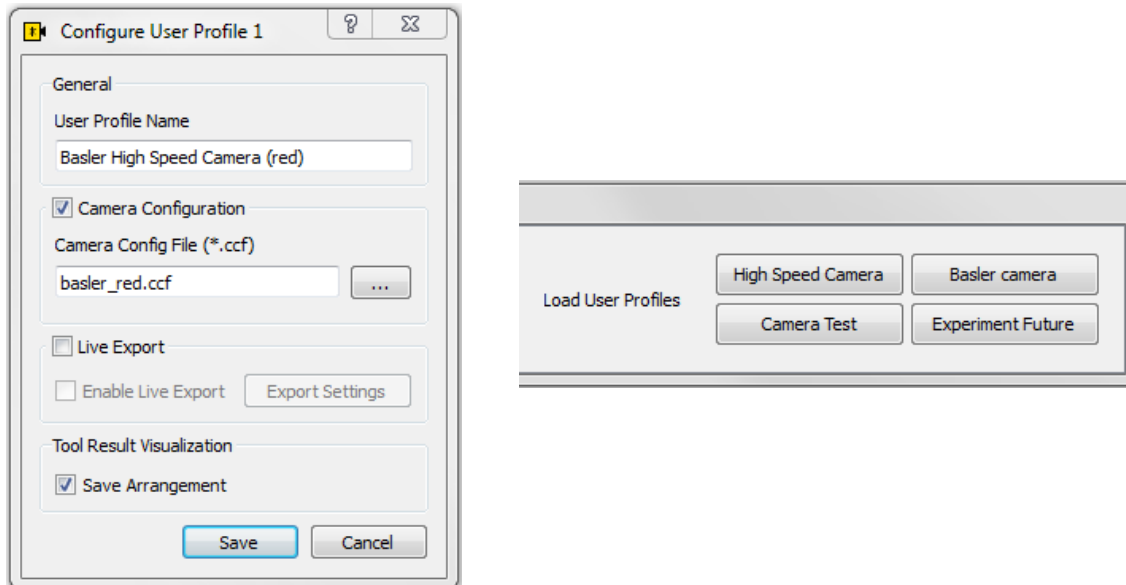 Configure User Profile 1
General
User Profile Name
Basler High Speed Camera (red)
Camera Configuration
Camera Config File (*.ccf)
basler_red.ccf
...
Live Export
Enable Live Export
Export Settings
Tool Result Visualization
Save Arrangement
Save
Cancel
Load User Profiles
High Speed Camera
Basler camera
Camera Test
Experiment Future